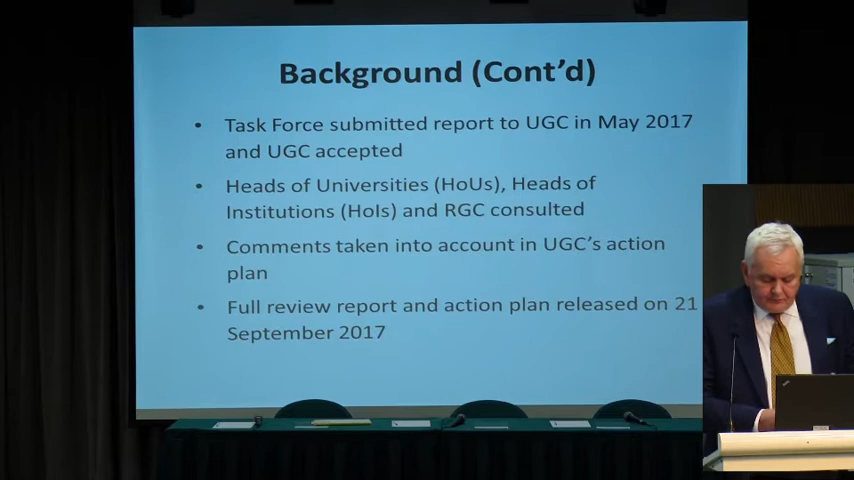 Background (Cont’d)
• Task Force submitted report to UGC in May 2017
and UGC accepted
• Heads of Universities (HoUs), Heads of
Institutions (HoIs) and RGC consulted
• Comments taken into account in UGC’s action
plan
• Full review report and action plan released on 21
September 2017